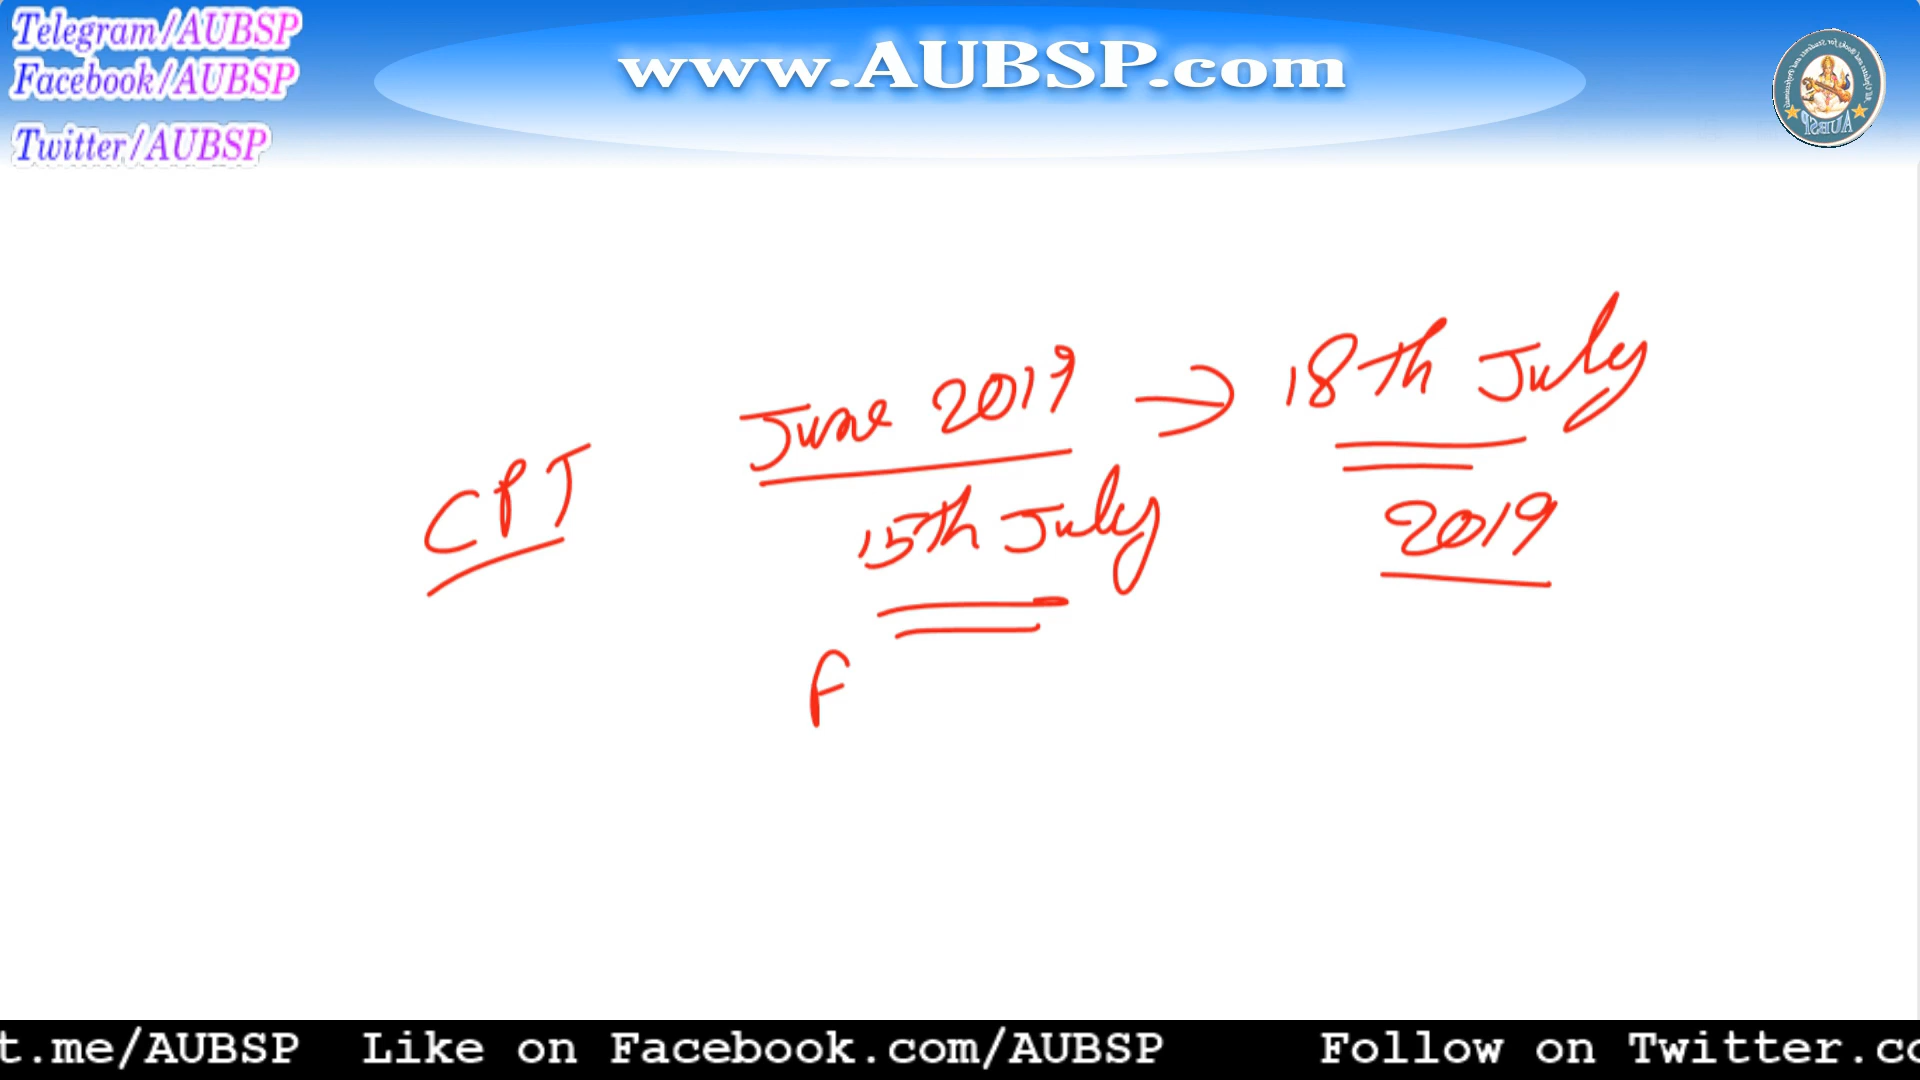 Telegram/AUBSP
Facebook/AUBSP
Twitter/AUBSP
www.AUBSP.com
AUBSP
CPT
June 2019 → 18th July
2019
15th July
F
t.me/AUBSP Like on Facebook.com/AUBSP Follow on Twitter.co